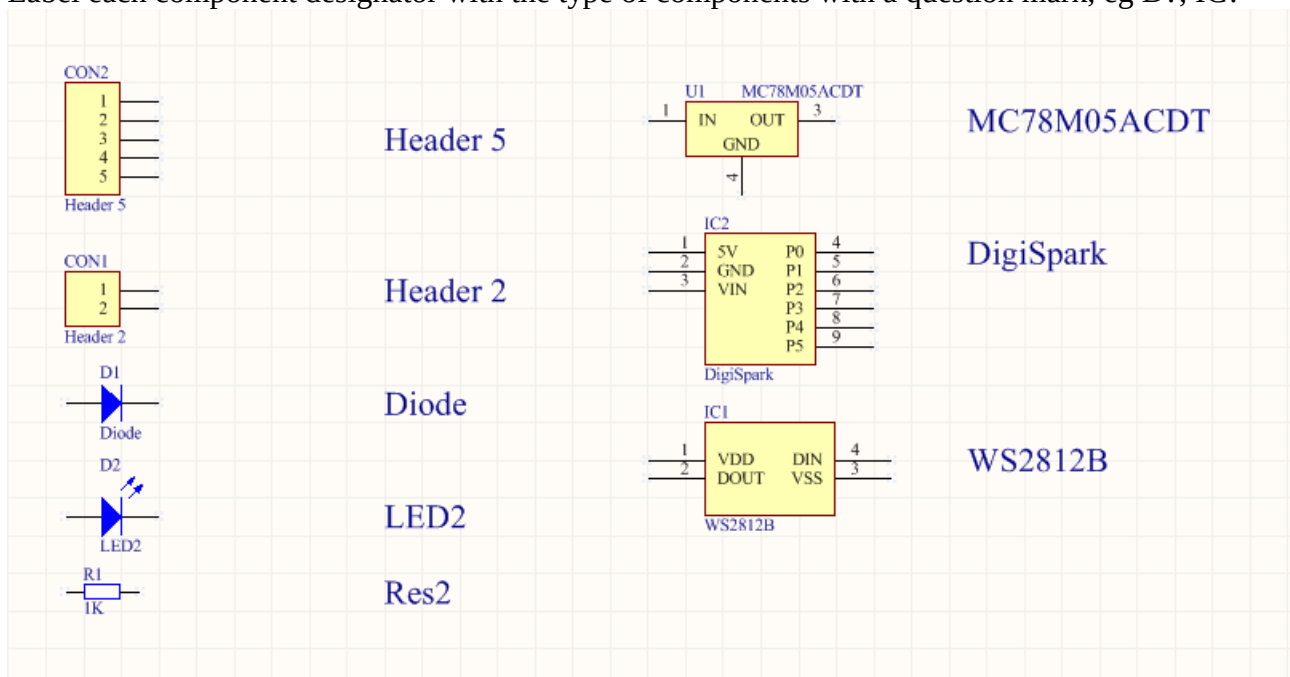 Label each component designator with the type of components with a question mark, eg D?, IC?
CON2
1
2
3
4
5
Header 5
Header 5
CON1
1
2
Header 2
Header 2
D1
Diode
Diode
D2
LED2
LED2
R1
1K
Res2
U1 MC78M05ACDT
1 IN OUT 3
GND
4
MC78M05ACDT
IC2
1 5V P0 4
2 GND P1 5
3 VIN P2 6
P3 7
P4 8
P5 9
DigiSpark
DigiSpark
IC1
1 VDD DIN 4
2 DOUT VSS 3
WS2812B
WS2812B